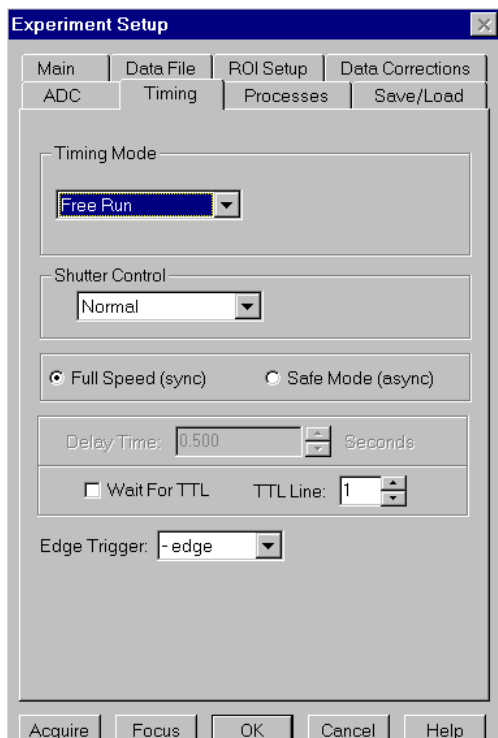 Experiment Setup
Main Data File ROI Setup Data Corrections
ADC Timing Processes Save/Load
Timing Mode
Free Run
Shutter Control
Normal
Full Speed (sync) Safe Mode (async)
Delay Time: 0.500 Seconds
Wait For TTL TTL Line: 1
Edge Trigger: - edge
Acquire Focus OK Cancel Help